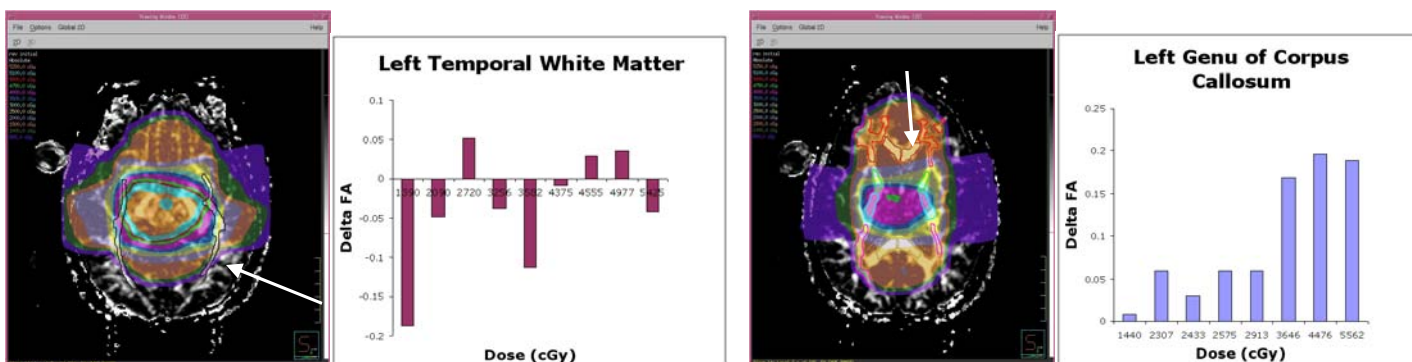 File Options Global 2D Help
Left Temporal White Matter
0.1
0.05
0
-0.05
-0.1
-0.15
-0.2
Delta FA
1590 2090 2720 3256 3582 4375 4555 4977 5425
Dose (cGy)
File Options Global 2D Help
Left Genu of Corpus
Callosum
0.25
0.2
0.15
0.1
0.05
0
Delta FA
1440 2307 2433 2575 2913 3646 4476 5562
Dose (cGy)